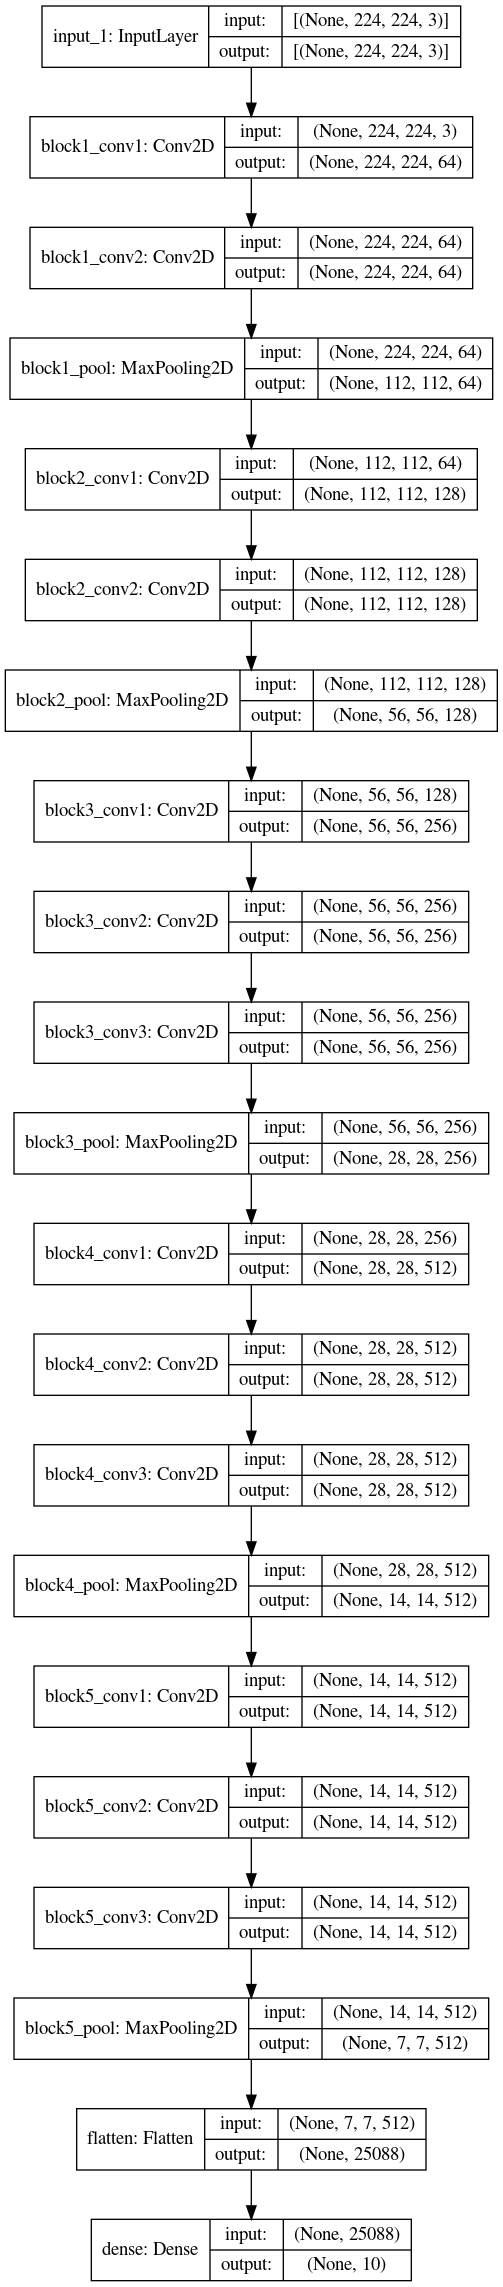 input_1: InputLayer
input:
[(None, 224, 224, 3)]
output:
[(None, 224, 224, 3)]
block1_conv1: Conv2D
input:
(None, 224, 224, 3)
output:
(None, 224, 224, 64)
block1_conv2: Conv2D
input:
(None, 224, 224, 64)
output:
(None, 224, 224, 64)
block1_pool: MaxPooling2D
input:
(None, 224, 224, 64)
output:
(None, 112, 112, 64)
block2_conv1: Conv2D
input:
(None, 112, 112, 64)
output:
(None, 112, 112, 128)
block2_conv2: Conv2D
input:
(None, 112, 112, 128)
output:
(None, 112, 112, 128)
block2_pool: MaxPooling2D
input:
(None, 112, 112, 128)
output:
(None, 56, 56, 128)
block3_conv1: Conv2D
input:
(None, 56, 56, 128)
output:
(None, 56, 56, 256)
block3_conv2: Conv2D
input:
(None, 56, 56, 256)
output:
(None, 56, 56, 256)
block3_conv3: Conv2D
input:
(None, 56, 56, 256)
output:
(None, 56, 56, 256)
block3_pool: MaxPooling2D
input:
(None, 56, 56, 256)
output:
(None, 28, 28, 256)
block4_conv1: Conv2D
input:
(None, 28, 28, 256)
output:
(None, 28, 28, 512)
block4_conv2: Conv2D
input:
(None, 28, 28, 512)
output:
(None, 28, 28, 512)
block4_conv3: Conv2D
input:
(None, 28, 28, 512)
output:
(None, 28, 28, 512)
block4_pool: MaxPooling2D
input:
(None, 28, 28, 512)
output:
(None, 14, 14, 512)
block5_conv1: Conv2D
input:
(None, 14, 14, 512)
output:
(None, 14, 14, 512)
block5_conv2: Conv2D
input:
(None, 14, 14, 512)
output:
(None, 14, 14, 512)
block5_conv3: Conv2D
input:
(None, 14, 14, 512)
output:
(None, 14, 14, 512)
block5_pool: MaxPooling2D
input:
(None, 14, 14, 512)
output:
(None, 7, 7, 512)
flatten: Flatten
input:
(None, 7, 7, 512)
output:
(None, 25088)
dense: Dense
input:
(None, 25088)
output:
(None, 10)